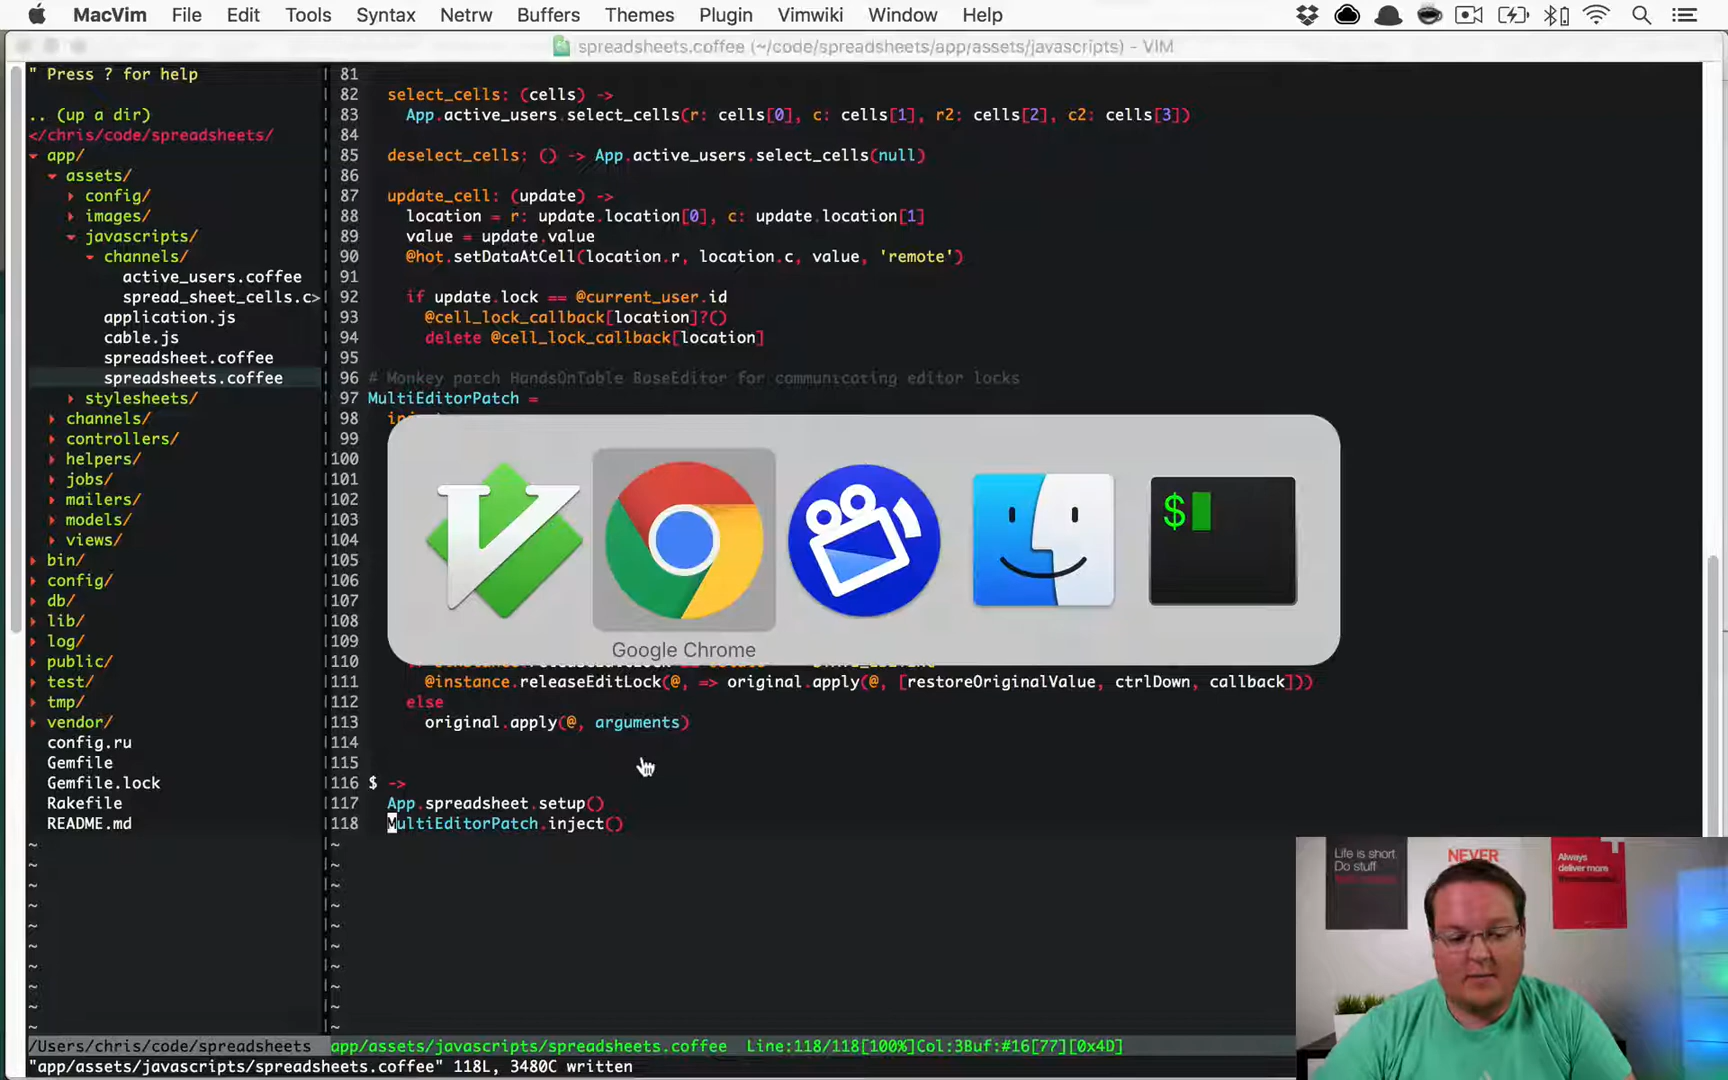 MacVim File Edit Tools Syntax Netrw Buffers Themes Plugin Vimwiki Window Help
spreadsheets.coffee (~/code/spreadsheets/app/assets/javascripts) - VIM
" Press ? for help
.. (up a dir)
</chris/code/spreadsheets/
▾ app/
▾ assets/
▸ config/
▸ images/
▾ javascripts/
▾ channels/
active_users.coffee
spread_sheet_cells.c>
application.js
cable.js
spreadsheet.coffee
spreadsheets.coffee
▸ stylesheets/
▸ channels/
▸ controllers/
▸ helpers/
▸ jobs/
▸ mailers/
▸ models/
▸ views/
▸ bin/
▸ config/
▸ db/
▸ lib/
▸ log/
▸ public/
▸ test/
▸ tmp/
▸ vendor/
config.ru
Gemfile
Gemfile.lock
Rakefile
README.md
81
82 select_cells: (cells) ->
83 App.active_users.select_cells(r: cells[0], c: cells[1], r2: cells[2], c2: cells[3])
84
85 deselect_cells: () -> App.active_users.select_cells(null)
86
87 update_cell: (update) ->
88 location = r: update.location[0], c: update.location[1]
89 value = update.value
90 @hot.setDataAtCell(location.r, location.c, value, 'remote')
91
92 if update.lock == @current_user.id
93 @cell_lock_callback[location]?()
94 delete @cell_lock_callback[location]
95
96 # Monkey patch HandsOnTable BaseEditor for communicating editor locks
97 MultiEditorPatch =
98
99
100
101
102
103
104
105
106
107
108
109
110
111 @instance.releaseEditLock(@, => original.apply(@, [restoreOriginalValue, ctrlDown, callback]))
112 else
113 original.apply(@, arguments)
114
115
116 $ ->
117 App.spreadsheet.setup()
118 MultiEditorPatch.inject()
$
Google Chrome
Life is short.
Do stuff
NEVER
Always
deliver more
/Users/chris/code/spreadsheets app/assets/javascripts/spreadsheets.coffee Line:118/118[100%]Col:3Buf:#16[77][0x4D]
"app/assets/javascripts/spreadsheets.coffee" 118L, 3480C written